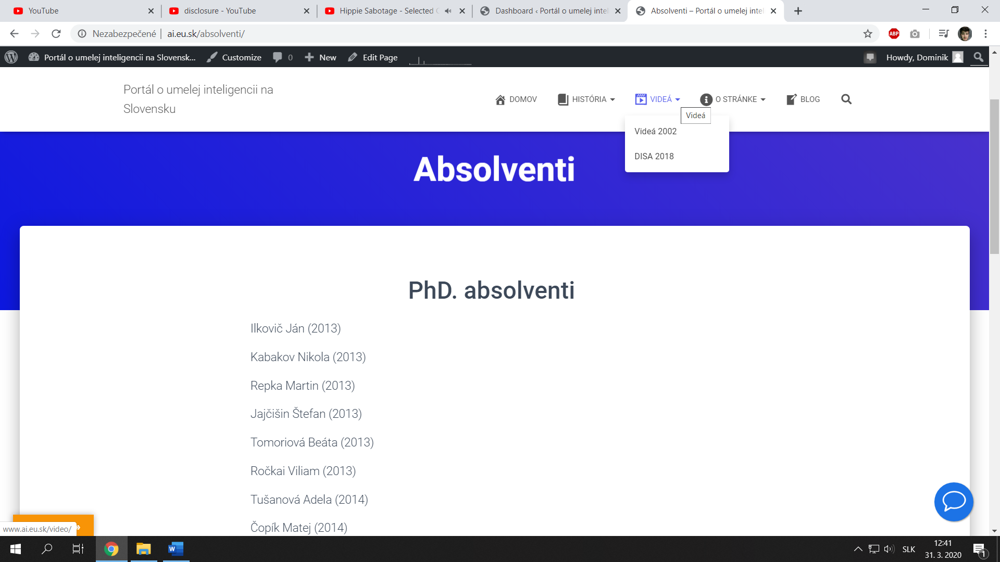 YouTube
disclosure - YouTube
Hippie Sabotage - Selected
Dashboard ‹ Portál o umelej intel
Absolventi – Portál o umelej intel
Nezabezpečené | ai.eu.sk/absolventi/
ABP
Portál o umelej inteligencii na Slovensk...
Customize
0
New
Edit Page
Howdy, Dominik
Portál o umelej inteligencii na
Slovensku
DOMOV
HISTÓRIA
VIDEÁ
O STRÁNKE
BLOG
Videá
Videá 2002
DISA 2018
Absolventi
PhD. absolventi
Ilkovič Ján (2013)
Kabakov Nikola (2013)
Repka Martin (2013)
Jajčišin Štefan (2013)
Tomoriová Beáta (2013)
Ročkai Viliam (2013)
Tušanová Adela (2014)
Čopík Matej (2014)
»
www.ai.eu.sk/video/
W
SLK
12:41
31. 3. 2020
1